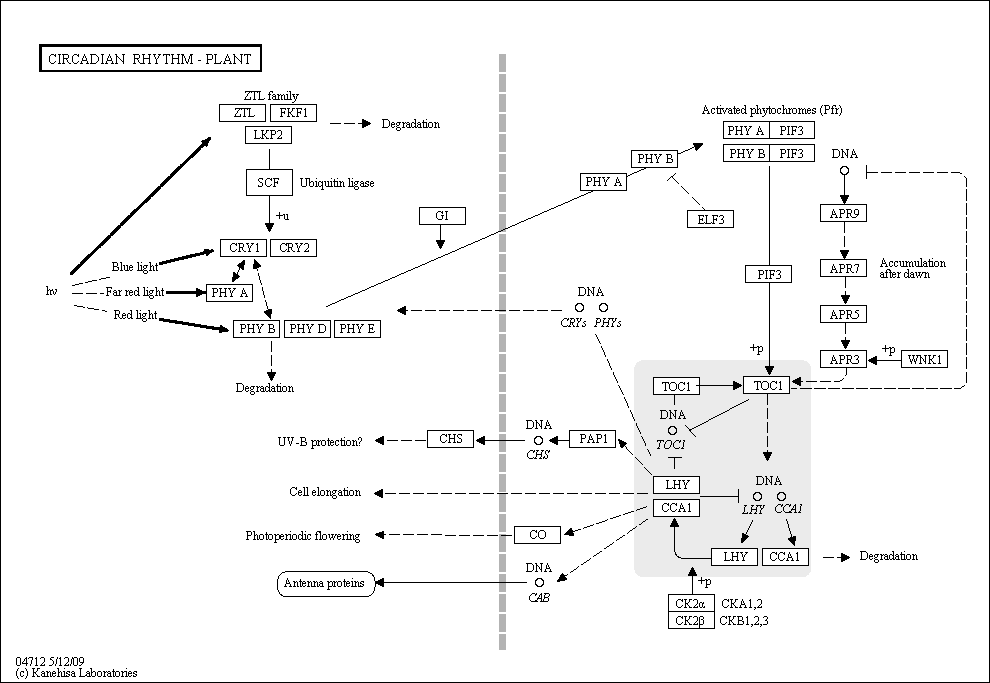 CIRCADIAN RHYTHM - PLANT
ZTL family
ZTL FKF1
LKP2
Degradation
SCF Ubiquitin ligase
+u
CRY1 CRY2
GI
Blue light
hν
Far red light
PHY A
Red light
PHY B PHY D PHY E
Degradation
Activated phytochromes (Pfr)
PHY A PIF3
PHY B PIF3
PHY B
PHY A
ELF3
DNA
APR9
APR7
Accumulation
after dawn
PIF3
APR5
+p
APR3
+p
WNK1
DNA
CRYs PHYs
TOC1 TOC1
DNA
TOC1
UV-B protection?
CHS
DNA
CHS
PAP1
LHY
DNA
LHY CCA1
Cell elongation
CCA1
Photoperiodic flowering
CO
LHY CCA1
Degradation
Antenna proteins
DNA
CAB
+p
CK2α CKA1,2
CK2β CKB1,2,3
04712 5/12/09
(c) Kanehisa Laboratories